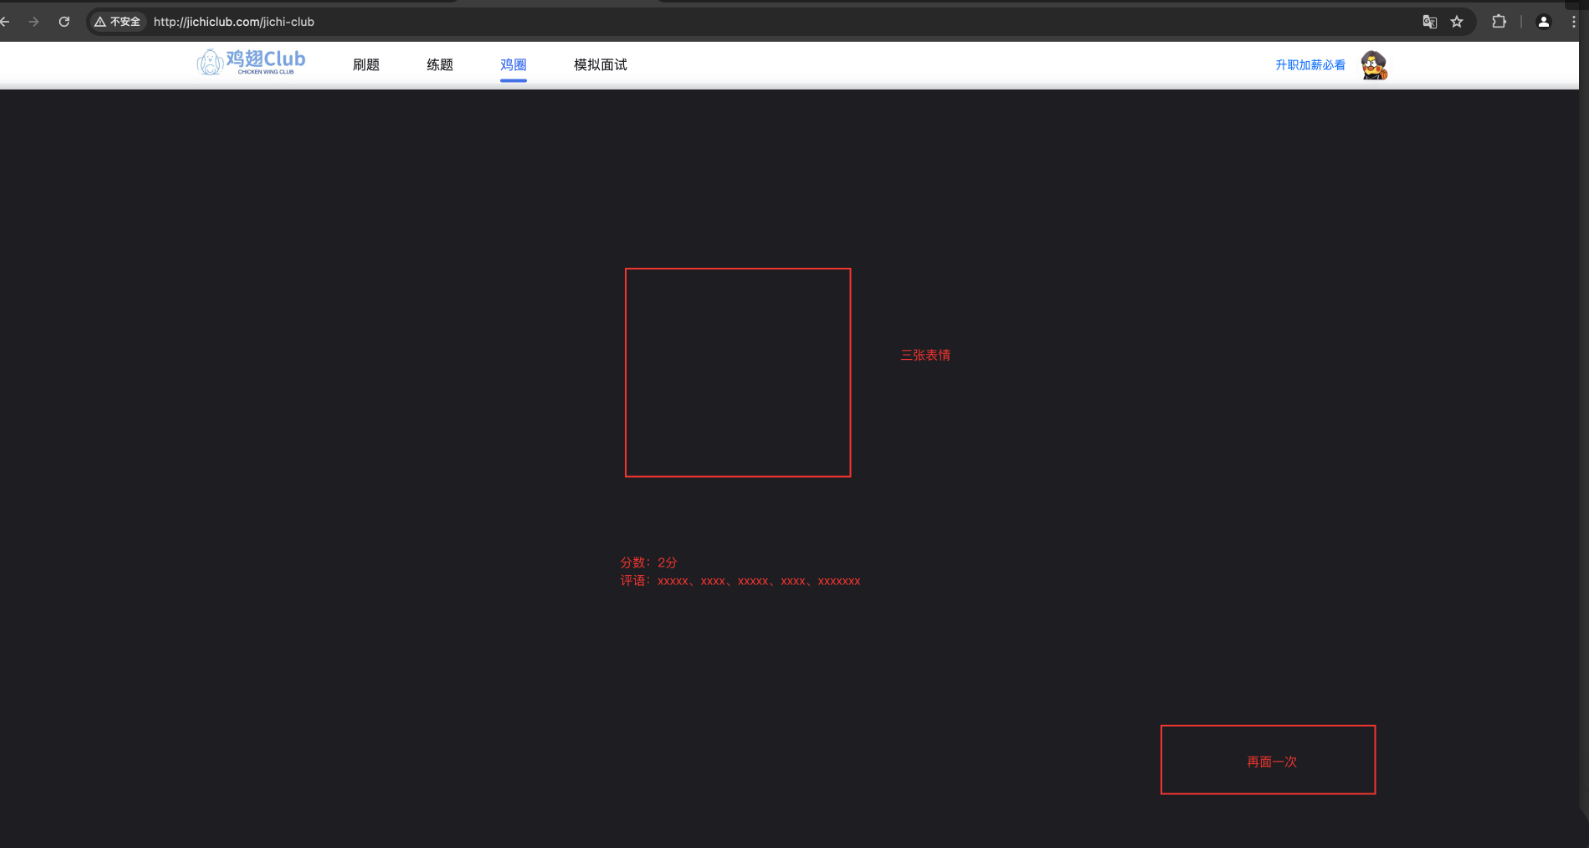 不安全 http://jichiclub.com/jichi-club
鸡翅Club
CHICKEN WING CLUB
刷题 练题 鸡圈 模拟面试 升职加薪必看
三张表情
分数：2分
评语：xxxxx、xxxx、xxxxx、xxxx、xxxxxxx
再面一次